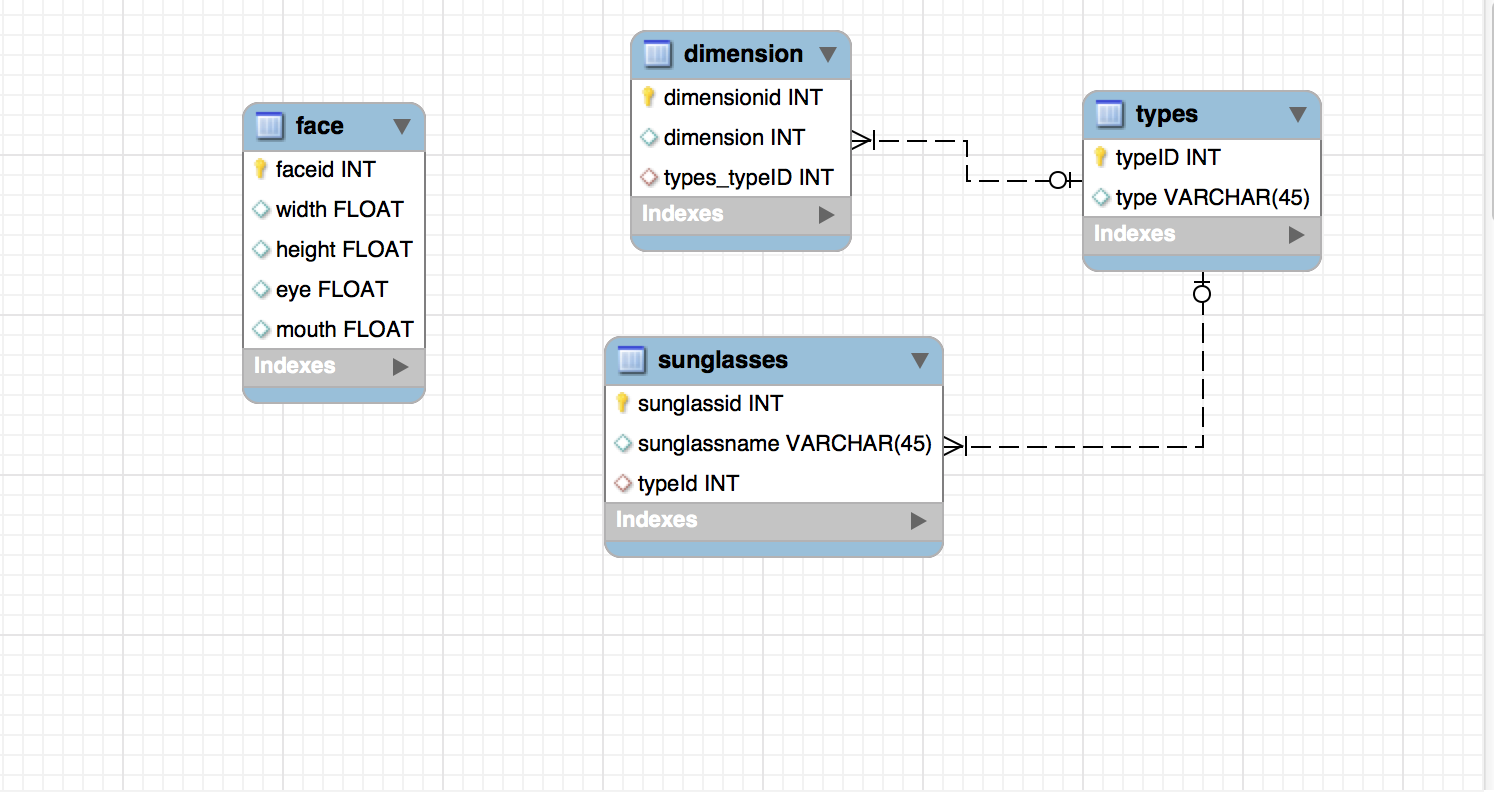 face
faceid INT
width FLOAT
height FLOAT
eye FLOAT
mouth FLOAT
Indexes
dimension
dimensionid INT
dimension INT
types_typeID INT
Indexes
types
typeID INT
type VARCHAR(45)
Indexes
sunglasses
sunglassid INT
sunglassname VARCHAR(45)
typeId INT
Indexes